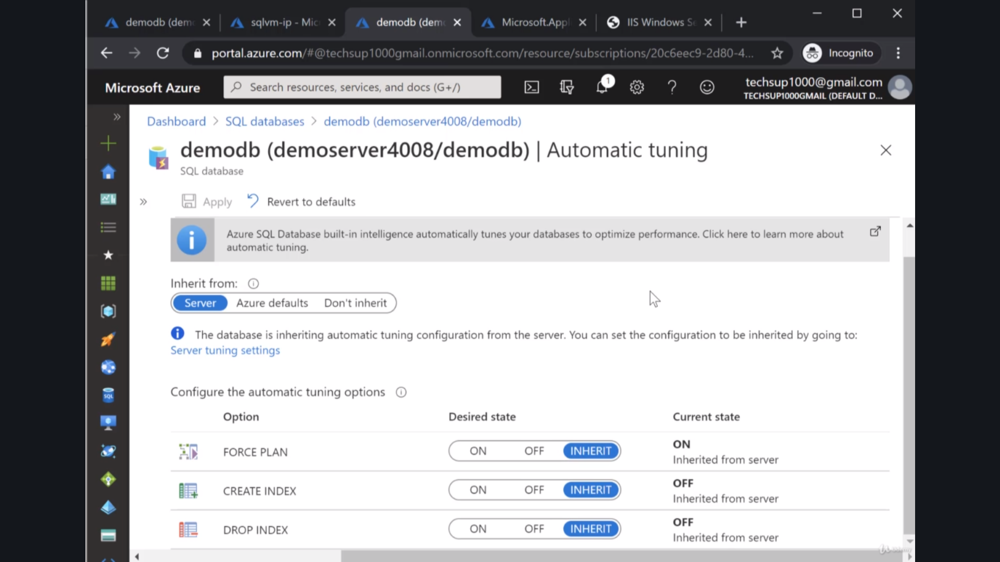 demodb (dem
sqlvm-ip - Mic
demodb (dem
Microsoft.Appl
IIS Windows Se
portal.azure.com/#@techsup1000gmail.onmicrosoft.com/resource/subscriptions/20c6eec9-2d80-4...
Incognito
Microsoft Azure
Search resources, services, and docs (G+/)
1
techsup1000@gmail.com
TECHSUP1000GMAIL (DEFAULT D...
Dashboard > SQL databases > demodb (demoserver4008/demodb)
demodb (demoserver4008/demodb) | Automatic tuning
SQL database
Apply
Revert to defaults
Azure SQL Database built-in intelligence automatically tunes your databases to optimize performance. Click here to learn more about
automatic tuning.
Inherit from:
Server Azure defaults Don't inherit
The database is inheriting automatic tuning configuration from the server. You can set the configuration to be inherited by going to:
Server tuning settings
Configure the automatic tuning options
Option Desired state Current state
FORCE PLAN ON OFF INHERIT ON
Inherited from server
CREATE INDEX ON OFF INHERIT OFF
Inherited from server
DROP INDEX ON OFF INHERIT OFF
Inherited from server
SQL
Udemy